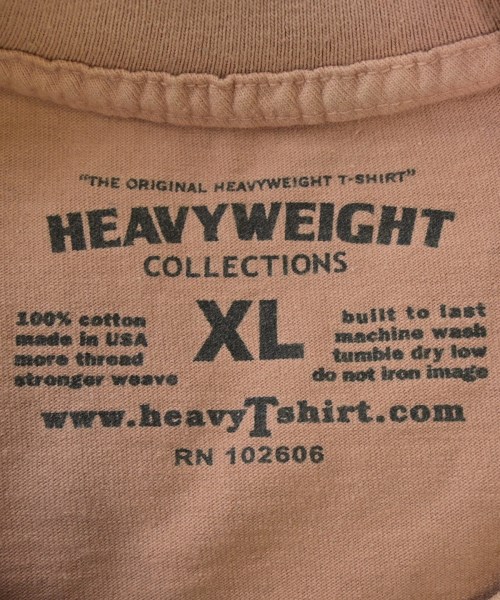 "THE ORIGINAL HEAVYWEIGHT T-SHIRT"
HEAVYWEIGHT
COLLECTIONS
XL
100% cotton
made in USA
more thread
stronger weave
built to last
machine wash
tumble dry low
do not iron image
www.heavyTshirt.com
RN 102606